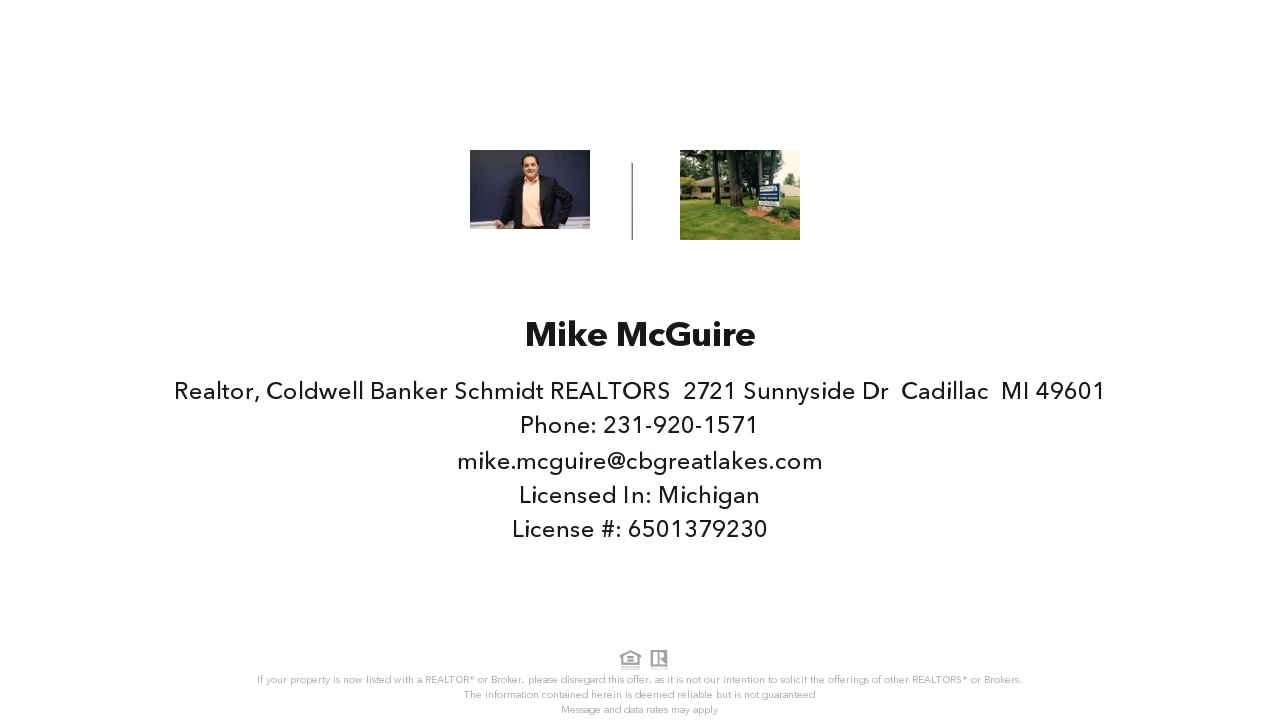 Mike McGuire
Realtor, Coldwell Banker Schmidt REALTORS  2721 Sunnyside Dr  Cadillac  MI 49601
Phone: 231-920-1571
mike.mcguire@cbgreatlakes.com
Licensed In: Michigan
License #: 6501379230
If your property is now listed with a REALTOR® or Broker, please disregard this offer, as it is not our intention to solicit the offerings of other REALTORS® or Brokers.
The information contained herein is deemed reliable but is not guaranteed
Message and data rates may apply